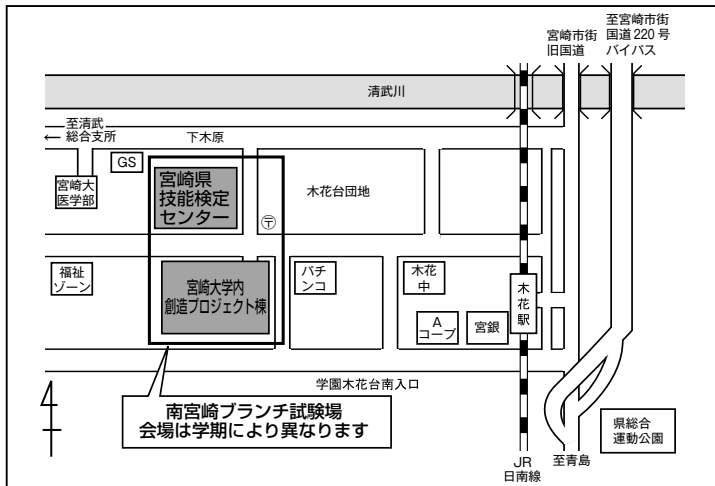 宮崎市街
旧国道
至宮崎市街
国道220号
バイパス
清武川
至清武
総合支所
←
下木原
GS
宮崎大
医学部
宮崎県
技能検定
センター
〒
木花台団地
福祉
ゾーン
宮崎大学内
創造プロジェクト棟
パチ
ンコ
木花
中
A
コープ
宮銀
木花駅
学園木花台南入口
南宮崎ブランチ試験場
会場は学期により異なります
県総合
運動公園
JR
日南線
至青島